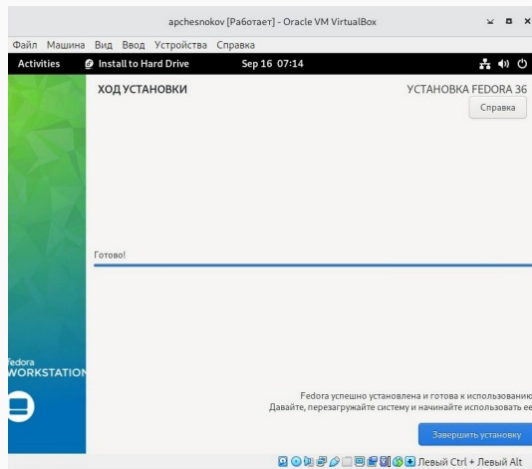 apchesnokov [Работает] - Oracle VM VirtualBox
Файл Машина Вид Ввод Устройства Справка
Activities Install to Hard Drive Sep 16 07:14
ХОД УСТАНОВКИ
УСТАНОВКА FEDORA 36
Справка
Готово!
fedora
WORKSTATION
Fedora успешно установлена и готова к использованию
Давайте, перезагружайте систему и начинайте использовать ее
Завершить установку
Левый Ctrl + Левый Alt